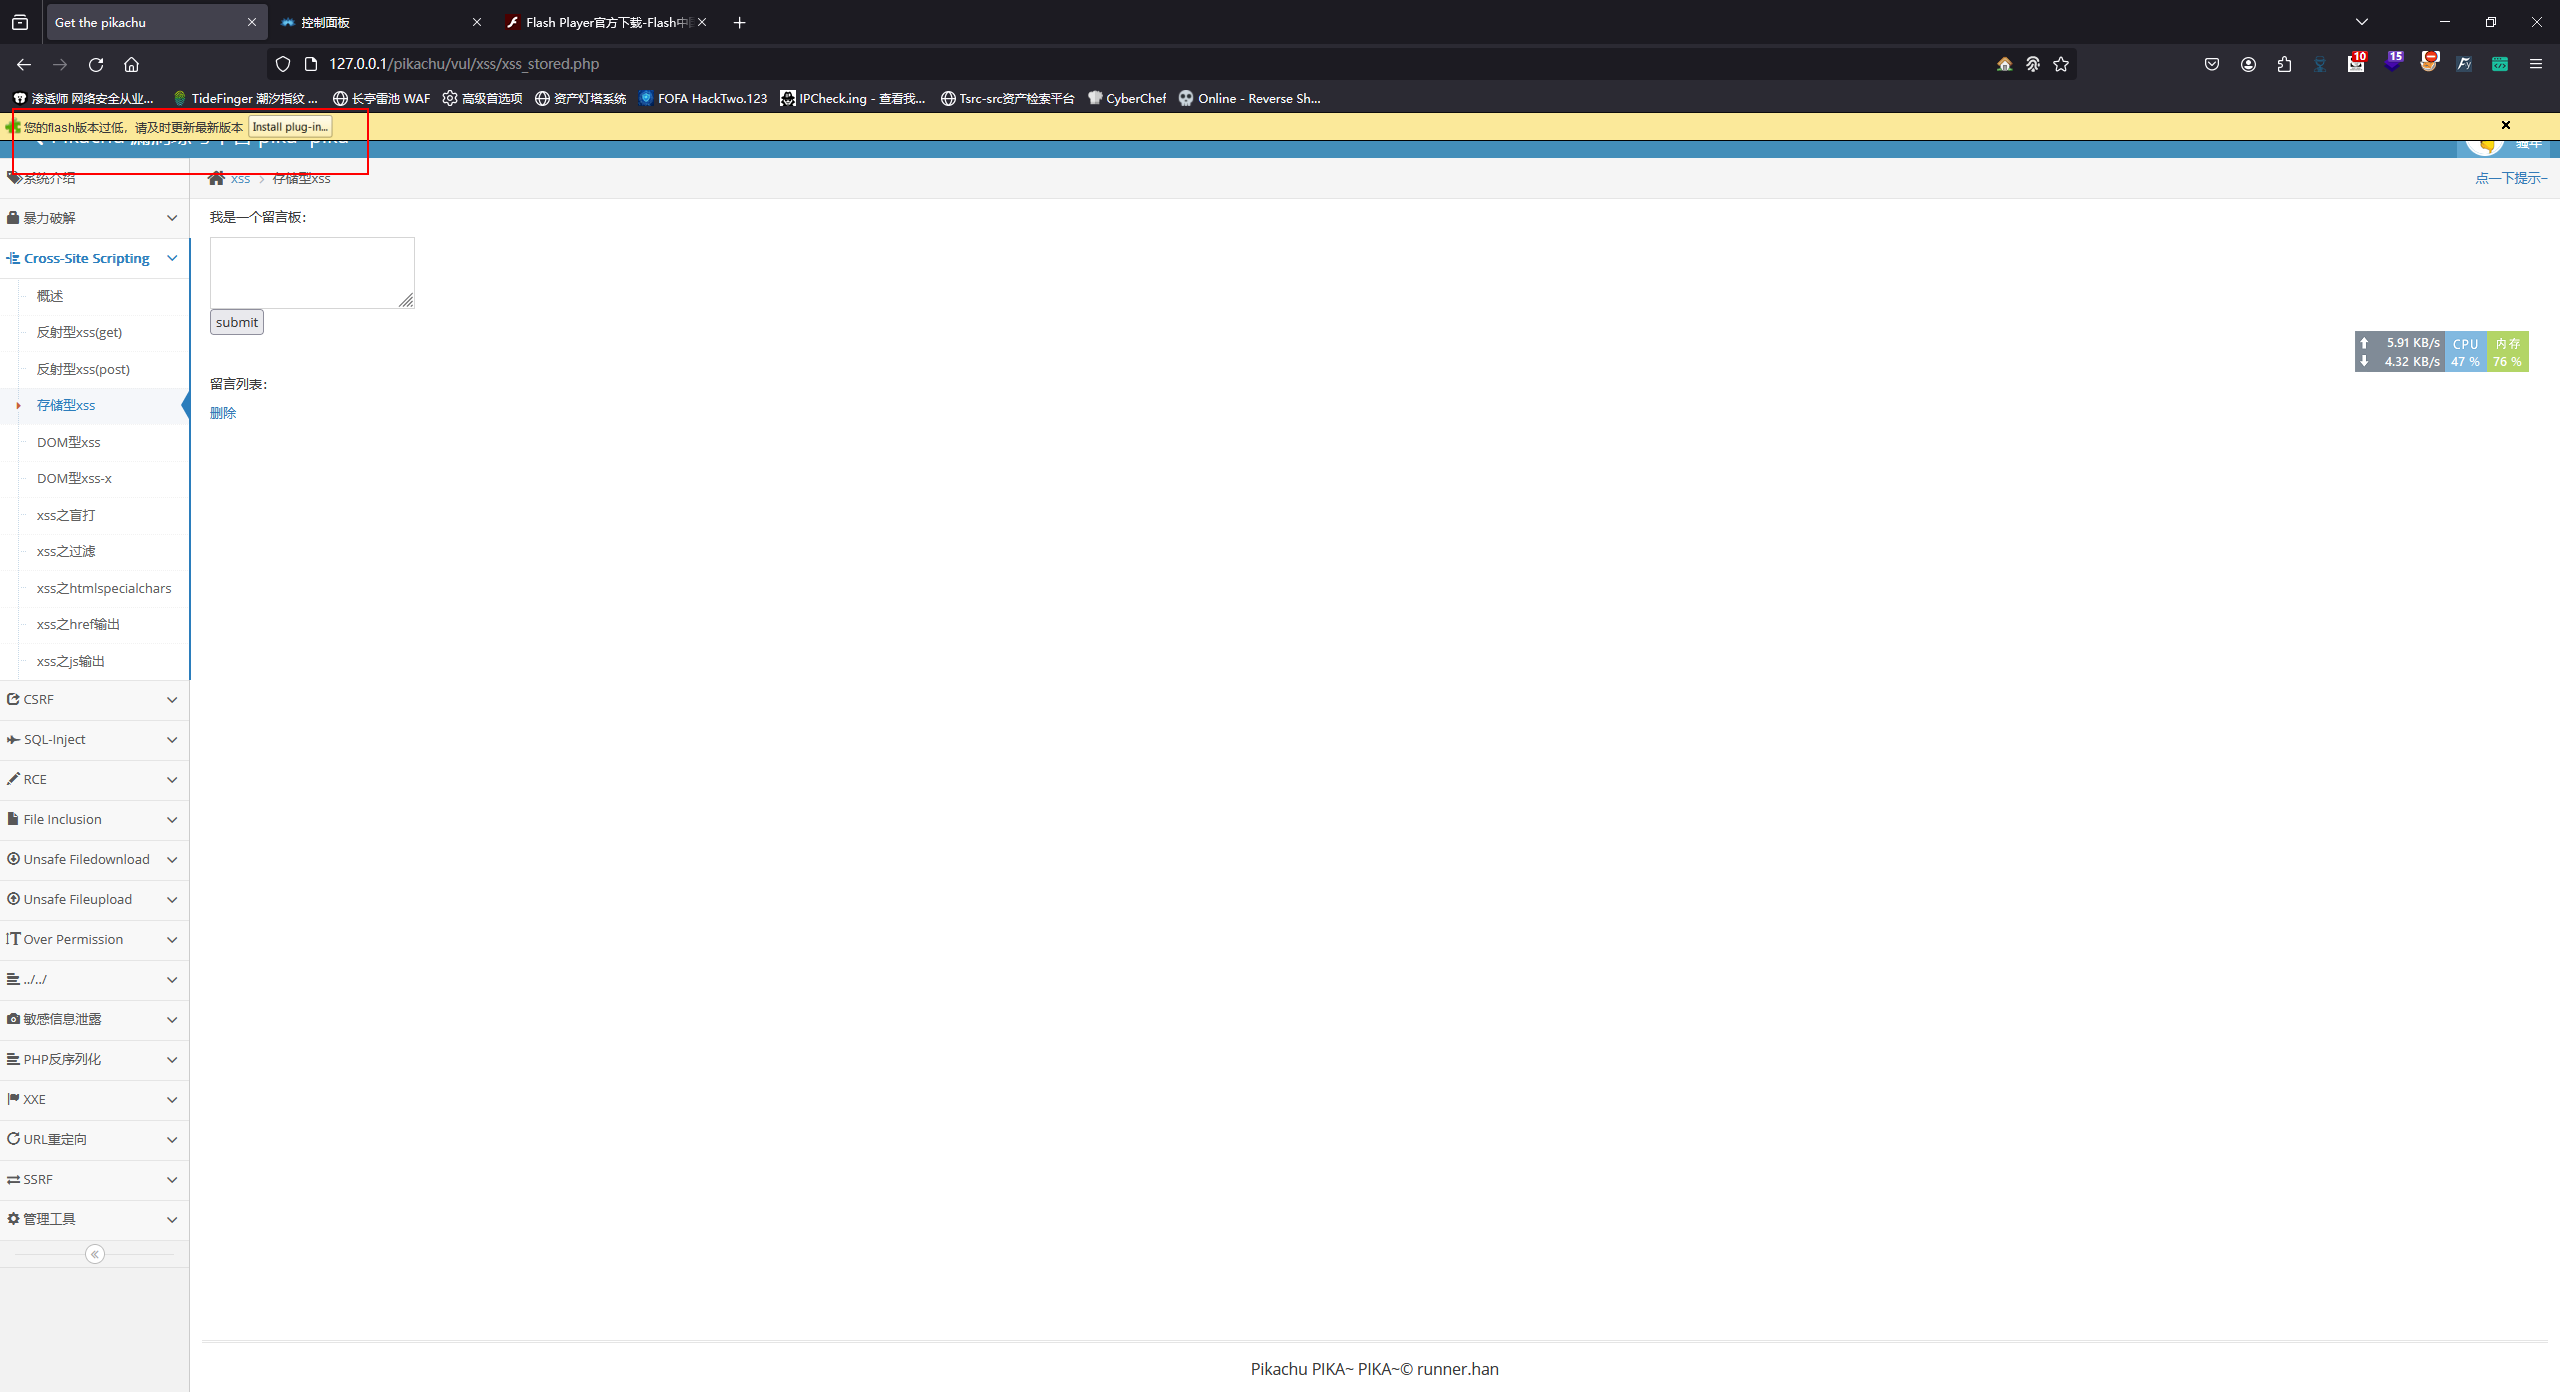 Get the pikachu
控制面板
Flash Player官方下载-Flash中
127.0.0.1/pikachu/vul/xss/xss_stored.php
10
15
渗透师 网络安全从业...
TideFinger 潮汐指纹 ...
长亭雷池 WAF
高级首选项
资产灯塔系统
FOFA HackTwo.123
IPCheck.ing - 查看我...
Tsrc-src资产检索平台
CyberChef
Online - Reverse Sh...
您的flash版本过低，请及时更新最新版本
Install plug-in...
系统介绍
xss
存储型xss
点一下提示~
暴力破解
我是一个留言板：
Cross-Site Scripting
概述
submit
反射型xss(get)
5.91 KB/s
CPU
内存
4.32 KB/s
47 %
76 %
反射型xss(post)
留言列表：
存储型xss
删除
DOM型xss
DOM型xss-x
xss之盲打
xss之过滤
xss之htmlspecialchars
xss之href输出
xss之js输出
CSRF
SQL-Inject
RCE
File Inclusion
Unsafe Filedownload
Unsafe Fileupload
Over Permission
../../
敏感信息泄露
PHP反序列化
XXE
URL重定向
SSRF
管理工具
Pikachu PIKA~ PIKA~© runner.han